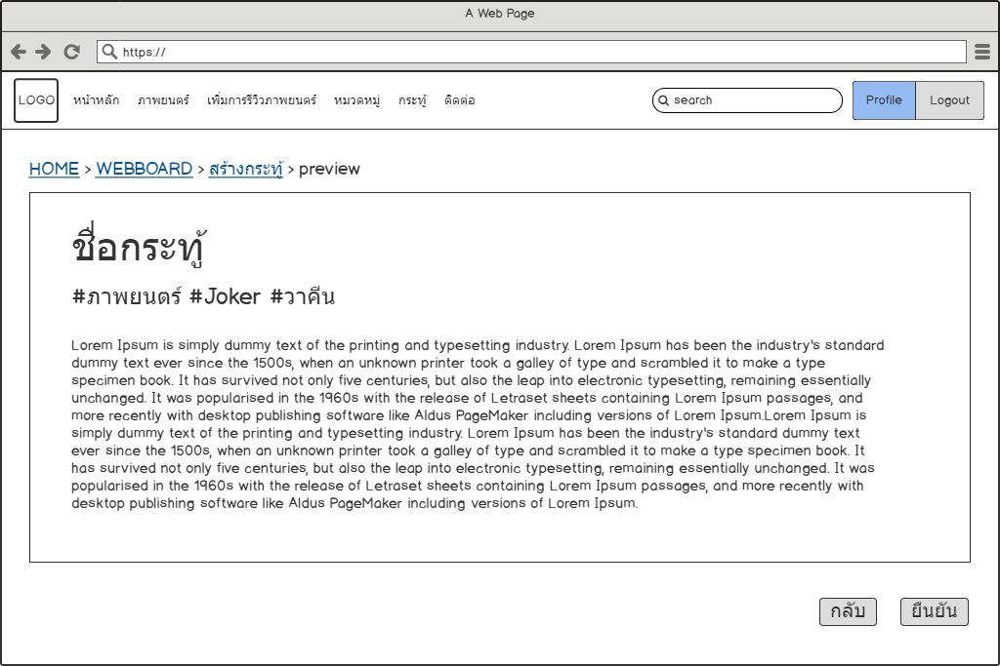 A Web Page
https://
LOGO หน้าหลัก ภาพยนตร์ เพิ่มการรีวิวภาพยนตร์ หมวดหมู่ กระทู้ ติดต่อ search Profile Logout
HOME > WEBBOARD > สร้างกระทู้ > preview
ชื่อกระทู้
#ภาพยนตร์ #Joker #วาคีน
Lorem Ipsum is simply dummy text of the printing and typesetting industry. Lorem Ipsum has been the industry's standard
dummy text ever since the 1500s, when an unknown printer took a galley of type and scrambled it to make a type
specimen book. It has survived not only five centuries, but also the leap into electronic typesetting, remaining essentially
unchanged. It was popularised in the 1960s with the release of Letraset sheets containing Lorem Ipsum passages, and
more recently with desktop publishing software like Aldus PageMaker including versions of Lorem Ipsum.Lorem Ipsum is
simply dummy text of the printing and typesetting industry. Lorem Ipsum has been the industry's standard dummy text
ever since the 1500s, when an unknown printer took a galley of type and scrambled it to make a type specimen book. It
has survived not only five centuries, but also the leap into electronic typesetting, remaining essentially unchanged. It was
popularised in the 1960s with the release of Letraset sheets containing Lorem Ipsum passages, and more recently with
desktop publishing software like Aldus PageMaker including versions of Lorem Ipsum.
กลับ ยืนยัน